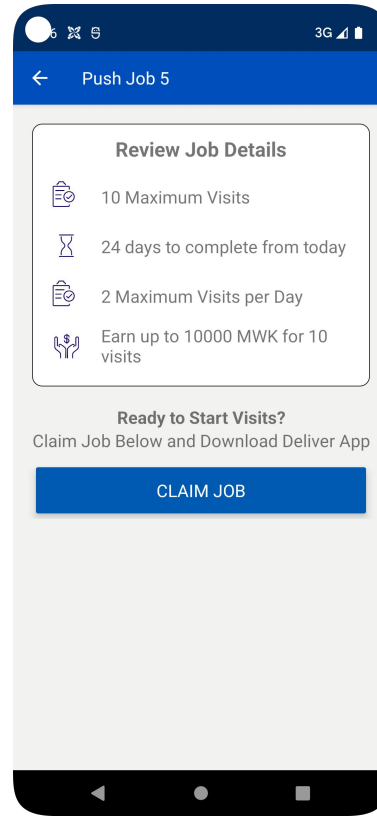 6 3G
Push Job 5
Review Job Details
10 Maximum Visits
24 days to complete from today
2 Maximum Visits per Day
Earn up to 10000 MWK for 10
visits
Ready to Start Visits?
Claim Job Below and Download Deliver App
CLAIM JOB